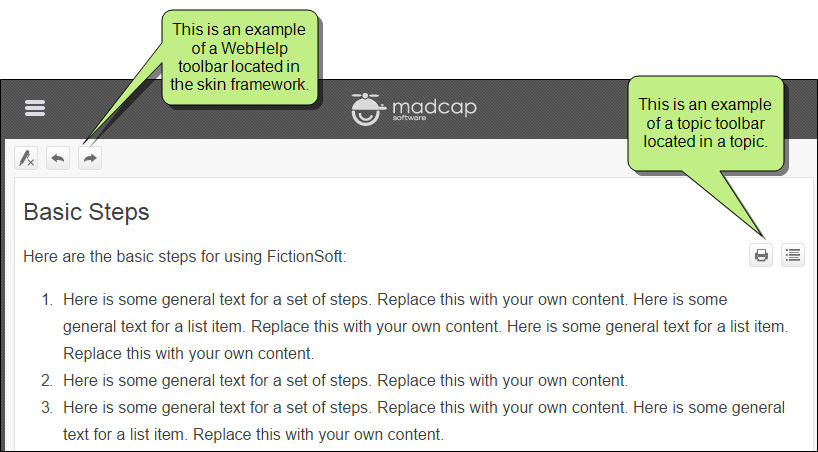 This is an example
of a WebHelp
toolbar located in
the skin framework.
madcap
software
This is an example
of a topic toolbar
located in a topic.
Basic Steps
Here are the basic steps for using FictionSoft:
1. Here is some general text for a set of steps. Replace this with your own content. Here is some
general text for a list item. Replace this with your own content. Here is some general text for a list item.
Replace this with your own content.
2. Here is some general text for a set of steps. Replace this with your own content.
3. Here is some general text for a set of steps. Replace this with your own content. Here is some general
text for a list item. Replace this with your own content.